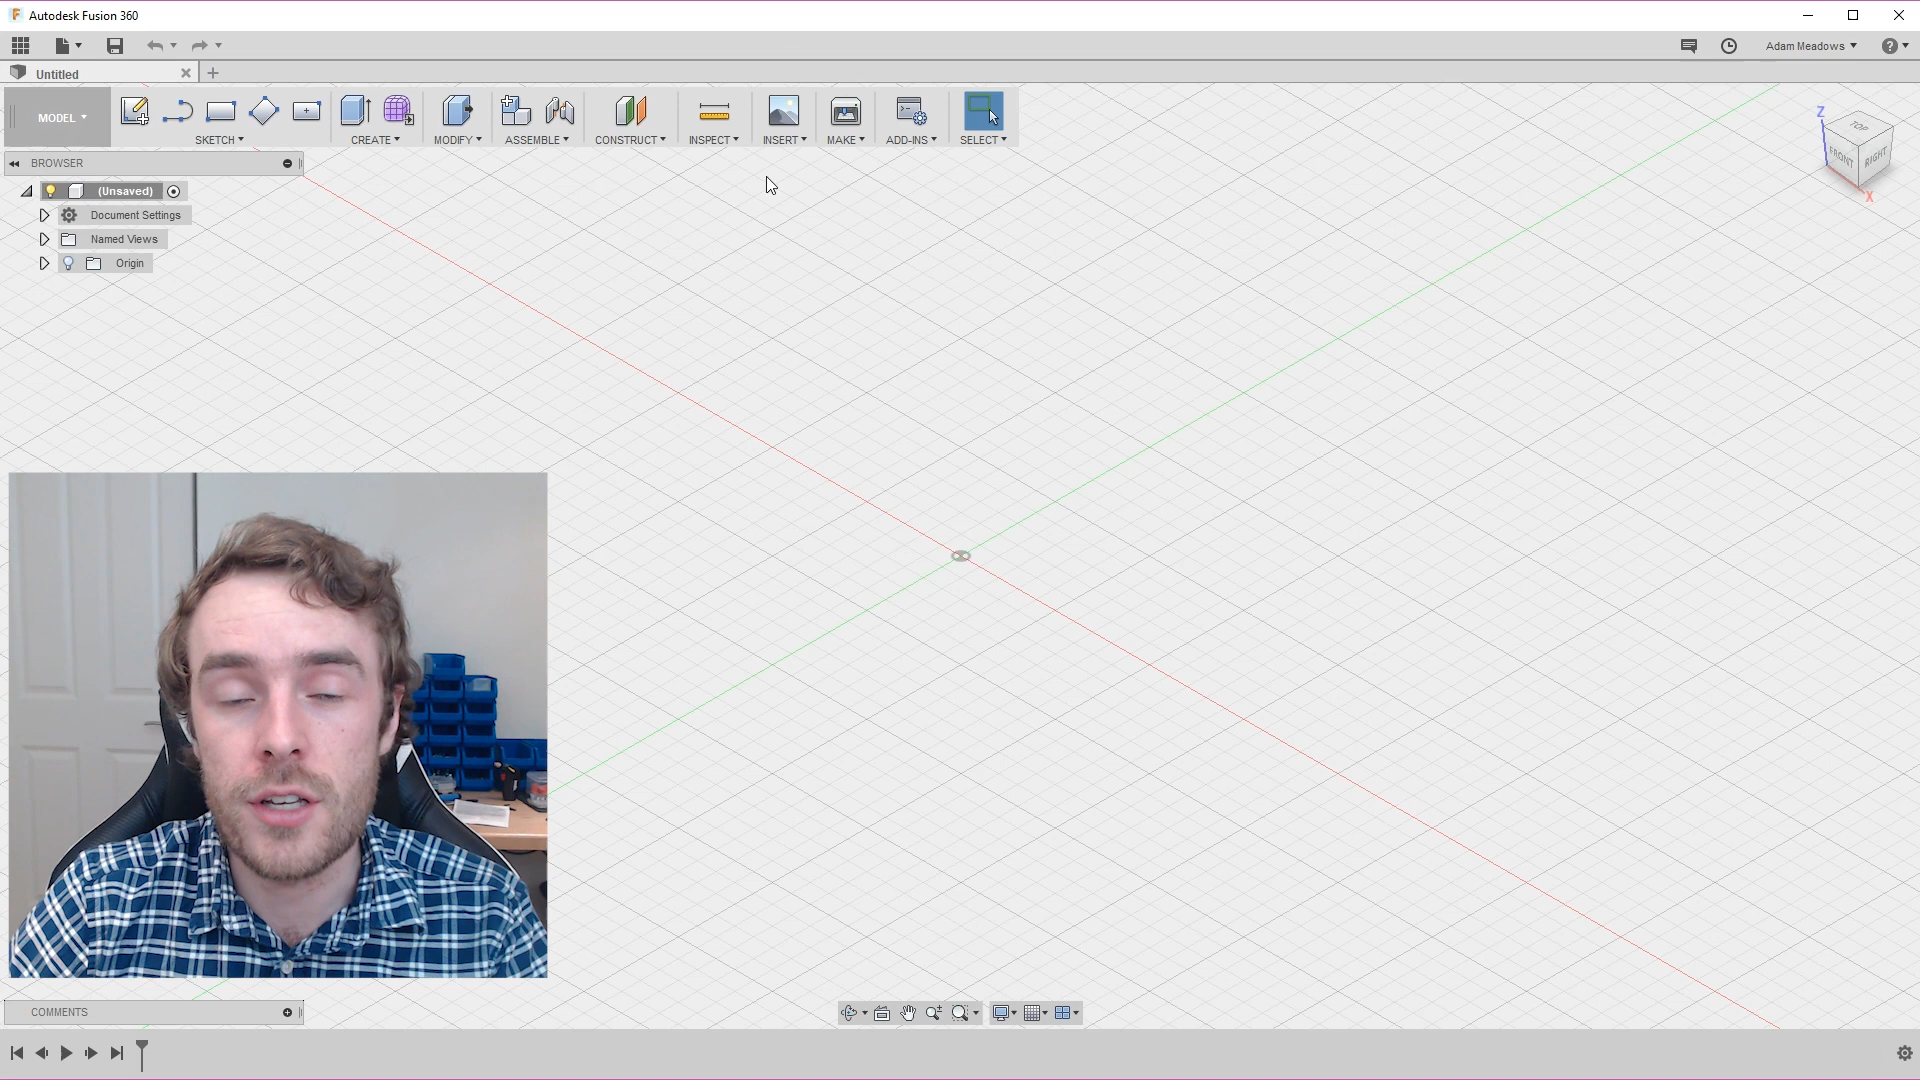 Autodesk Fusion 360
Adam Meadows
Untitled
MODEL
SKETCH
CREATE
MODIFY
ASSEMBLE
CONSTRUCT
INSPECT
INSERT
MAKE
ADD-INS
SELECT
Z
TOP
FRONT
RIGHT
X
BROWSER
(Unsaved)
Document Settings
Named Views
Origin
COMMENTS